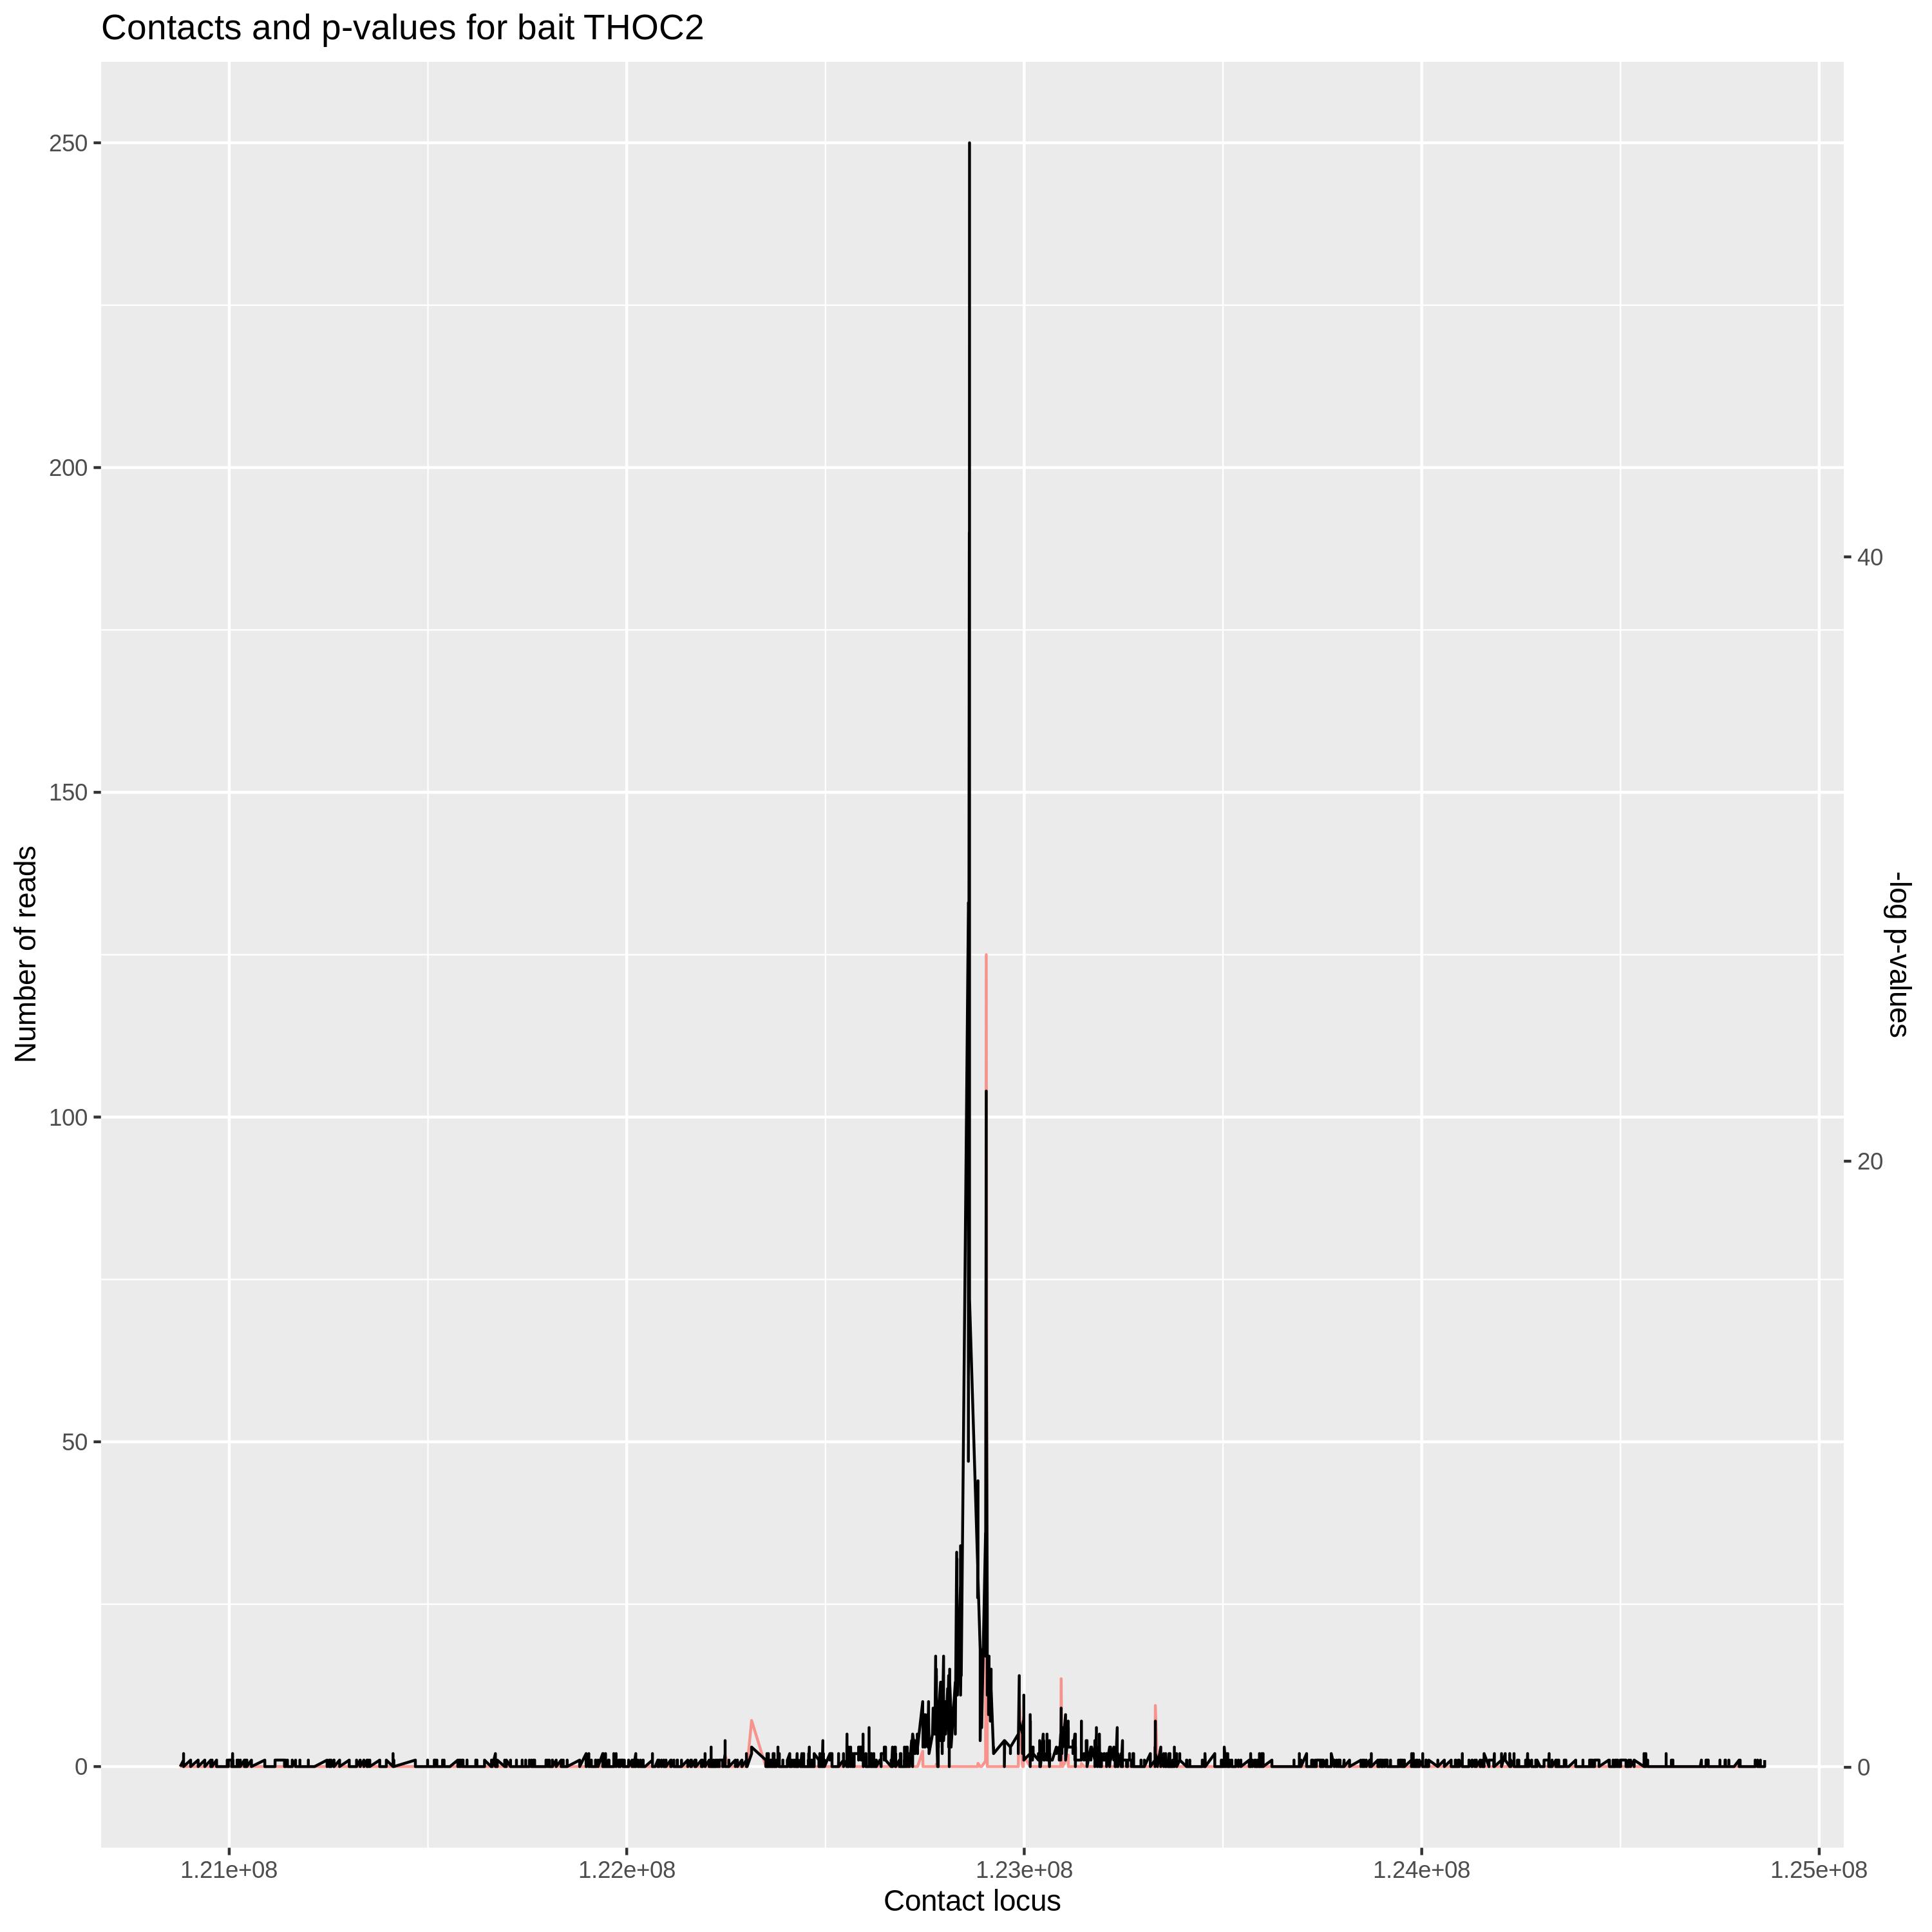 Contacts and p-values for bait THOC2
250
200
150
100
50
0
Number of reads
40
20
0
-log p-values
1.21e+08
1.22e+08
1.23e+08
1.24e+08
1.25e+08
Contact locus